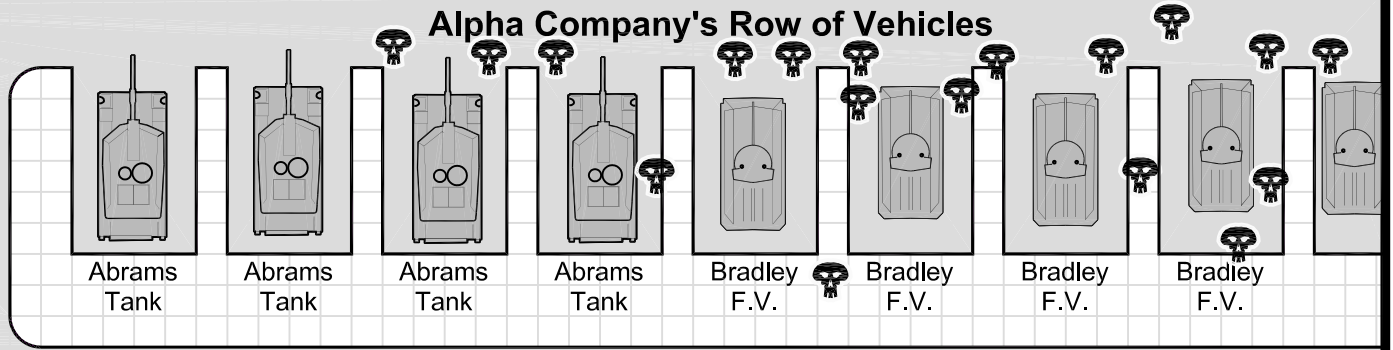 Alpha Company's Row of Vehicles
Abrams
Tank
Abrams
Tank
Abrams
Tank
Abrams
Tank
Bradley
F.V.
Bradley
F.V.
Bradley
F.V.
Bradley
F.V.